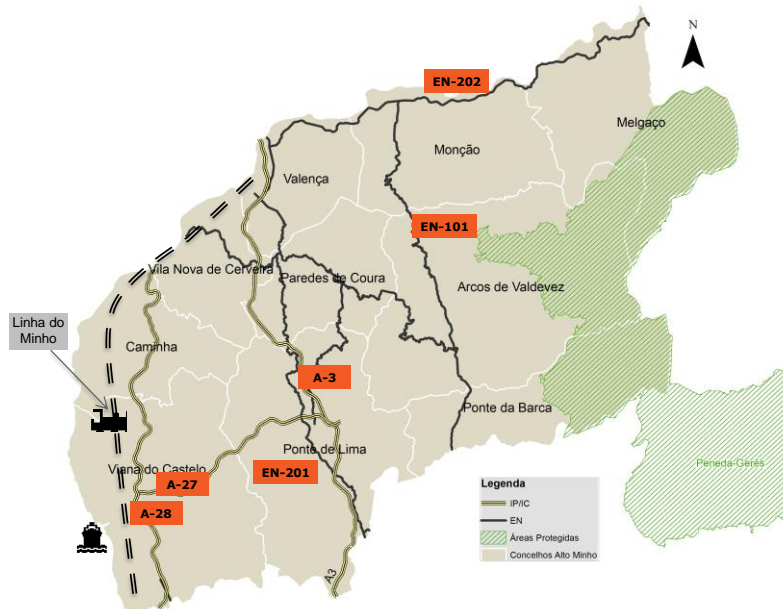 EN-202
Melgaço
Monção
Valença
EN-101
Vila Nova de Cerveira
Paredes de Coura
Arcos de Valdevez
Linha do
Minho
Caminha
A-3
Ponte da Barca
Ponte de Lima
Viana do Castelo
EN-201
A-27
A-28
Peneda-Gerês
A3
Legenda
IP/IC
EN
Áreas Protegidas
Concelhos Alto Minho